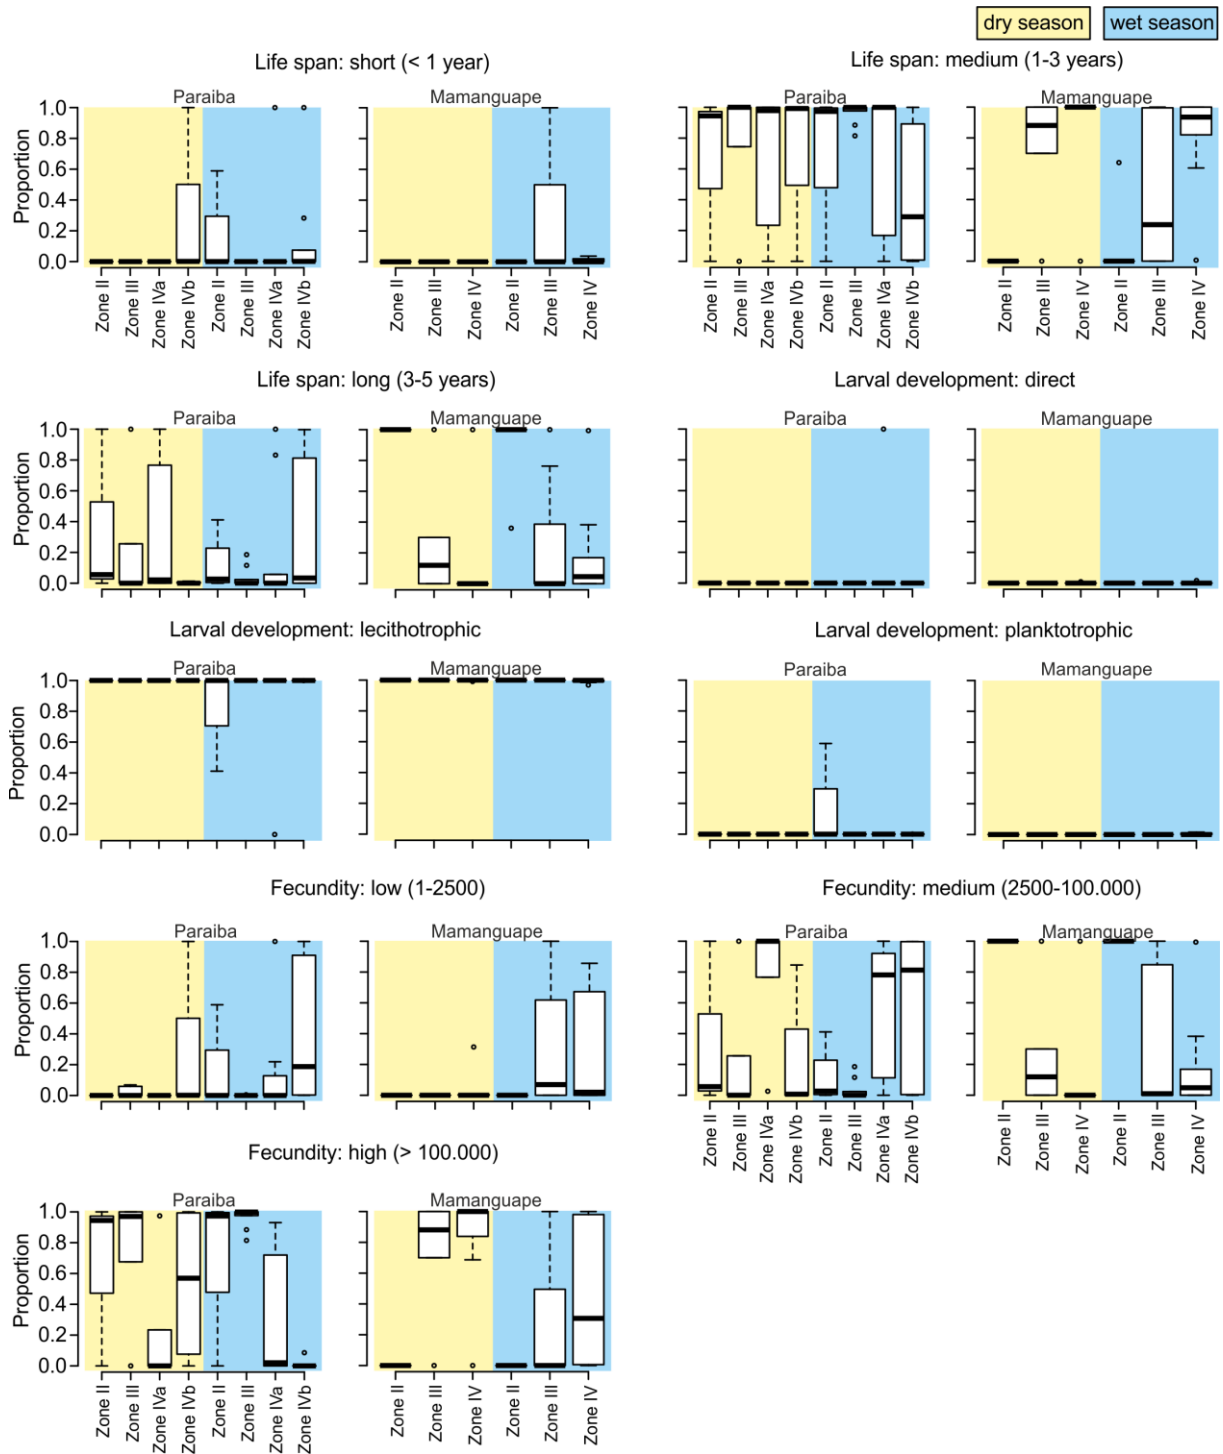 dry season wet season
Life span: short (< 1 year) Life span: medium (1-3 years)
Paraiba Mamanguape Paraiba Mamanguape
Proportion
1.0
0.8
0.6
0.4
0.2
0.0
Zone II Zone III Zone IVa Zone IVb Zone II Zone III Zone IVa Zone IVb
Zone II Zone III Zone IV Zone II Zone III Zone IV
Zone II Zone III Zone IVa Zone IVb Zone II Zone III Zone IVa Zone IVb
Zone II Zone III Zone IV Zone II Zone III Zone IV
Life span: long (3-5 years) Larval development: direct
Paraiba Mamanguape Paraiba Mamanguape
Proportion
1.0
0.8
0.6
0.4
0.2
0.0
Larval development: lecithotrophic Larval development: planktotrophic
Paraiba Mamanguape Paraiba Mamanguape
Proportion
1.0
0.8
0.6
0.4
0.2
0.0
Fecundity: low (1-2500) Fecundity: medium (2500-100.000)
Paraiba Mamanguape Paraiba Mamanguape
Proportion
1.0
0.8
0.6
0.4
0.2
0.0
Zone II Zone III Zone IVa Zone IVb Zone II Zone III Zone IVa Zone IVb
Zone II Zone III Zone IV Zone II Zone III Zone IV
Fecundity: high (> 100.000)
Paraiba Mamanguape
Proportion
1.0
0.8
0.6
0.4
0.2
0.0
Zone II Zone III Zone IVa Zone IVb Zone II Zone III Zone IVa Zone IVb
Zone II Zone III Zone IV Zone II Zone III Zone IV